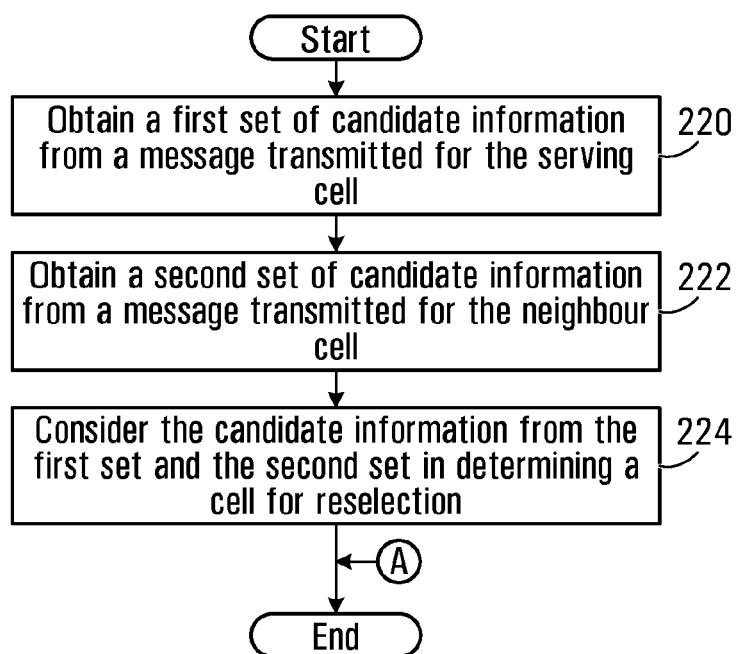 Start
Obtain a first set of candidate information
from a message transmitted for the serving
cell
220
Obtain a second set of candidate information
from a message transmitted for the neighbour
cell
222
Consider the candidate information from the
first set and the second set in determining a
cell for reselection
224
A
End